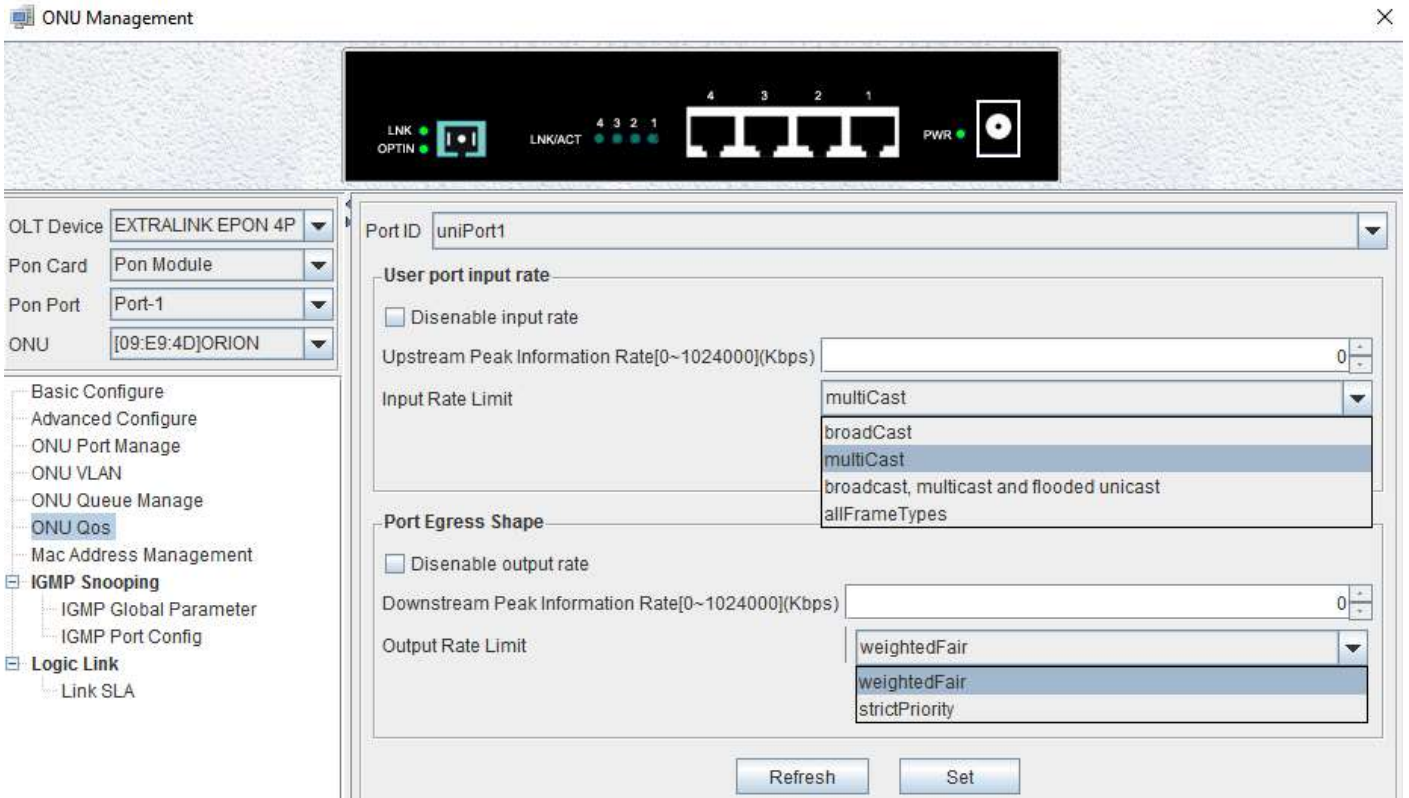 ONU Management
4 3 2 1
LNK
OPTIN
LNK/ACT
4 3 2 1
PWR
OLT Device EXTRALINK EPON 4P
Pon Card Pon Module
Pon Port Port-1
ONU [09:E9:4D]ORION
Basic Configure
Advanced Configure
ONU Port Manage
ONU VLAN
ONU Queue Manage
ONU Qos
Mac Address Management
IGMP Snooping
IGMP Global Parameter
IGMP Port Config
Logic Link
Link SLA
Port ID uniPort1
User port input rate
Disenable input rate
Upstream Peak Information Rate[0~1024000](Kbps) 0
Input Rate Limit multiCast
broadCast
multiCast
broadcast, multicast and flooded unicast
allFrameTypes
Port Egress Shape
Disenable output rate
Downstream Peak Information Rate[0~1024000](Kbps) 0
Output Rate Limit weightedFair
weightedFair
strictPriority
Refresh Set